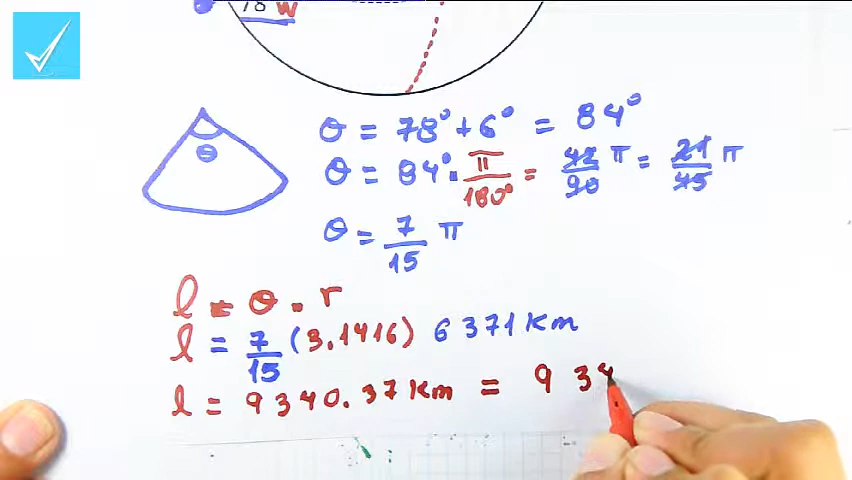 78 W
θ = 78° + 6° = 84°
θ
θ = 84° . π/180° = 42/90 π = 21/45 π
θ = 7/15 π
l = θ . r
l = 7/15 (3.1416) 6371 km
l = 9340.37 km = 934